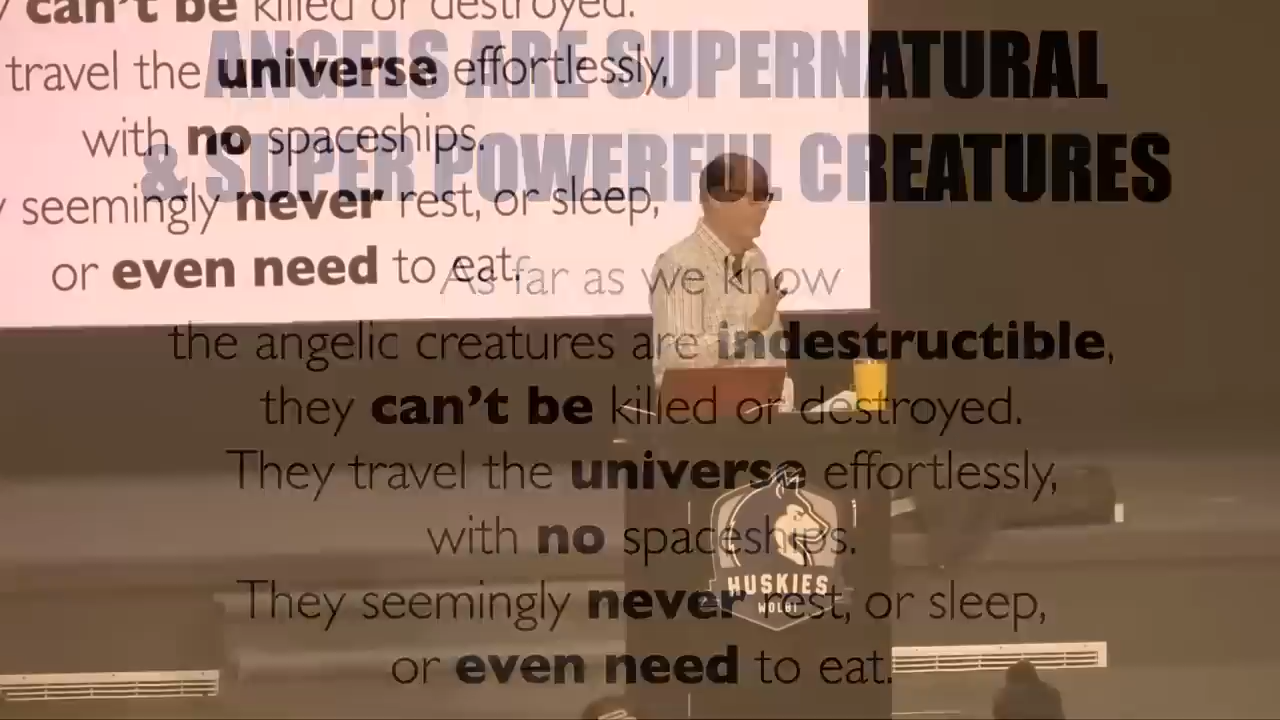 can't be killed or destroyed.
travel the universe effortlessly,
with no spaceships.
seemingly never rest, or sleep,
or even need to eat.
ANGELS ARE SUPERNATURAL
& SUPER POWERFUL CREATURES
As far as we know
the angelic creatures are indestructible,
they can't be killed or destroyed.
They travel the universe effortlessly,
with no spaceships.
They seemingly never rest, or sleep,
or even need to eat.
HUSKIES